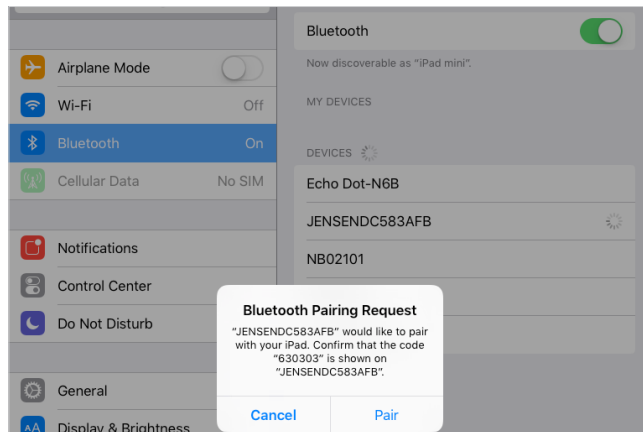 Airplane Mode
Wi-Fi Off
Bluetooth On
Cellular Data No SIM
Notifications
Control Center
Do Not Disturb
General
AA Display & Brightness
Bluetooth
Now discoverable as “iPad mini”.
MY DEVICES
DEVICES
Echo Dot-N6B
JENSENDC583AFB
NB02101
Bluetooth Pairing Request
“JENSENDC583AFB” would like to pair
with your iPad. Confirm that the code
“630303” is shown on
“JENSENDC583AFB”.
Cancel Pair